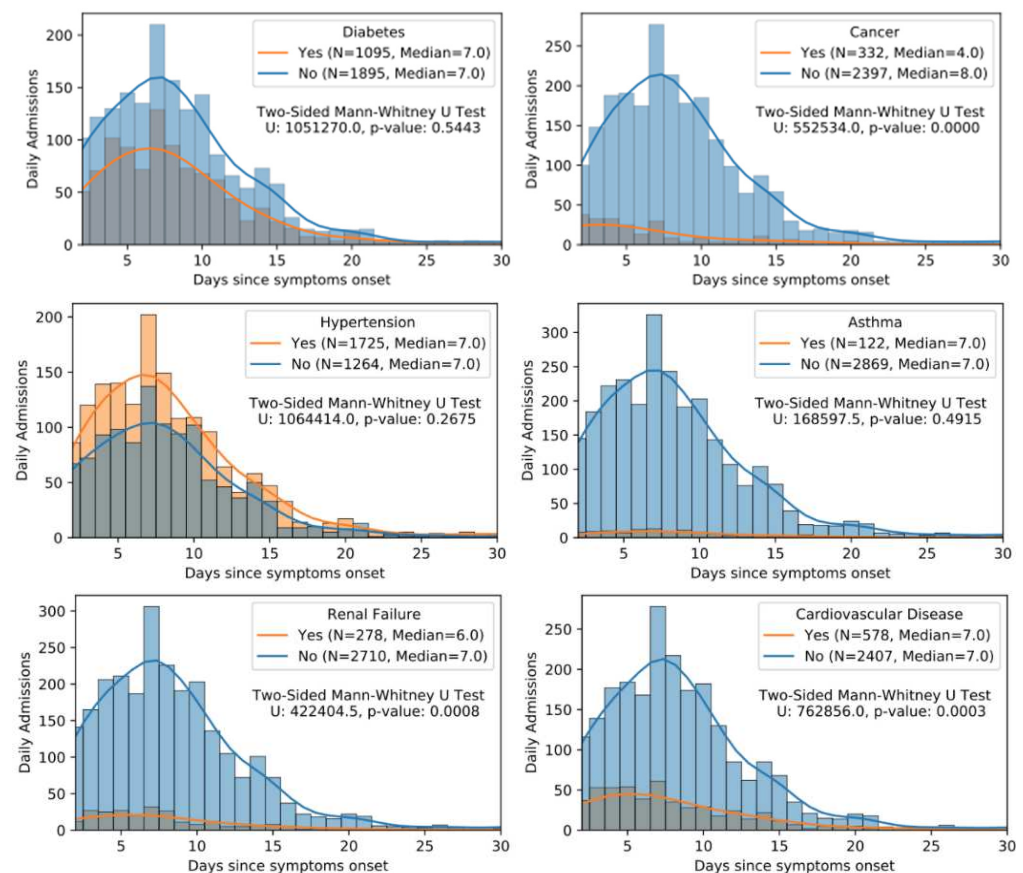 Diabetes
Yes (N=1095, Median=7.0)
No (N=1895, Median=7.0)
Two-Sided Mann-Whitney U Test
U: 1051270.0, p-value: 0.5443
200
150
100
50
0
Daily Admissions
5 10 15 20 25 30
Days since symptoms onset
Cancer
Yes (N=332, Median=4.0)
No (N=2397, Median=8.0)
Two-Sided Mann-Whitney U Test
U: 552534.0, p-value: 0.0000
250
200
150
100
50
0
Daily Admissions
5 10 15 20 25 30
Days since symptoms onset
Hypertension
Yes (N=1725, Median=7.0)
No (N=1264, Median=7.0)
Two-Sided Mann-Whitney U Test
U: 1064414.0, p-value: 0.2675
200
150
100
50
0
Daily Admissions
5 10 15 20 25 30
Days since symptoms onset
Asthma
Yes (N=122, Median=7.0)
No (N=2869, Median=7.0)
Two-Sided Mann-Whitney U Test
U: 168597.5, p-value: 0.4915
300
250
200
150
100
50
0
Daily Admissions
5 10 15 20 25 30
Days since symptoms onset
Renal Failure
Yes (N=278, Median=6.0)
No (N=2710, Median=7.0)
Two-Sided Mann-Whitney U Test
U: 422404.5, p-value: 0.0008
300
250
200
150
100
50
0
Daily Admissions
5 10 15 20 25 30
Days since symptoms onset
Cardiovascular Disease
Yes (N=578, Median=7.0)
No (N=2407, Median=7.0)
Two-Sided Mann-Whitney U Test
U: 762856.0, p-value: 0.0003
250
200
150
100
50
0
Daily Admissions
5 10 15 20 25 30
Days since symptoms onset